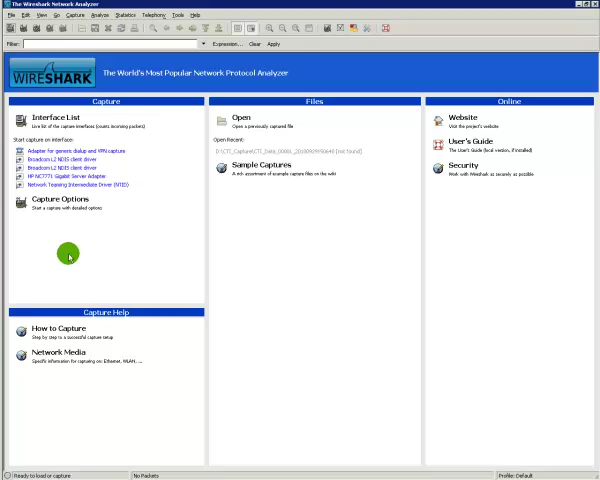 The Wireshark Network Analyzer
File Edit View Go Capture Analyze Statistics Telephony Tools Help
Filter: Expression... Clear Apply
WIRESHARK
The World's Most Popular Network Protocol Analyzer
Capture
Interface List
Live list of the capture interfaces (counts incoming packets)
Start capture on interface:
Adapter for generic dialup and VPN capture
Broadcom L2 NDIS client driver
Broadcom L2 NDIS client driver
HP NC7771 Gigabit Server Adapter
Network Teaming Intermediate Driver (NTID)
Capture Options
Start a capture with detailed options
Capture Help
How to Capture
Step by step to a successful capture setup
Network Media
Specific information for capturing on: Ethernet, WLAN, ...
Files
Open
Open a previously captured file
Open Recent:
[not found]
Sample Captures
A rich assortment of example capture files on the wiki
Online
Website
Visit the project's website
User's Guide
The User's Guide (local version, if installed)
Security
Work with Wireshark as securely as possible
Ready to load or capture
No Packets
Profile: Default